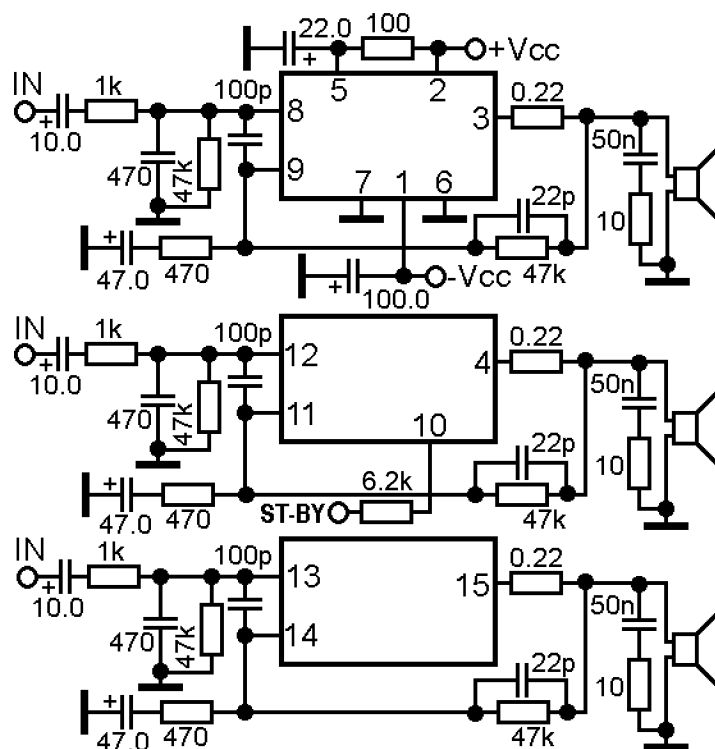 22.0
+
100
+Vcc
IN
1k
100p
5
2
0.22
8
3
+
10.0
50n
9
470
47k
7
1
6
22p
10
+
47.0
470
47k
+
100.0
-Vcc
IN
1k
100p
0.22
12
4
+
10.0
50n
11
470
47k
10
22p
10
6.2k
+
47.0
470
ST-BY
47k
IN
1k
100p
0.22
13
15
+
10.0
50n
14
470
47k
22p
10
+
47.0
470
47k